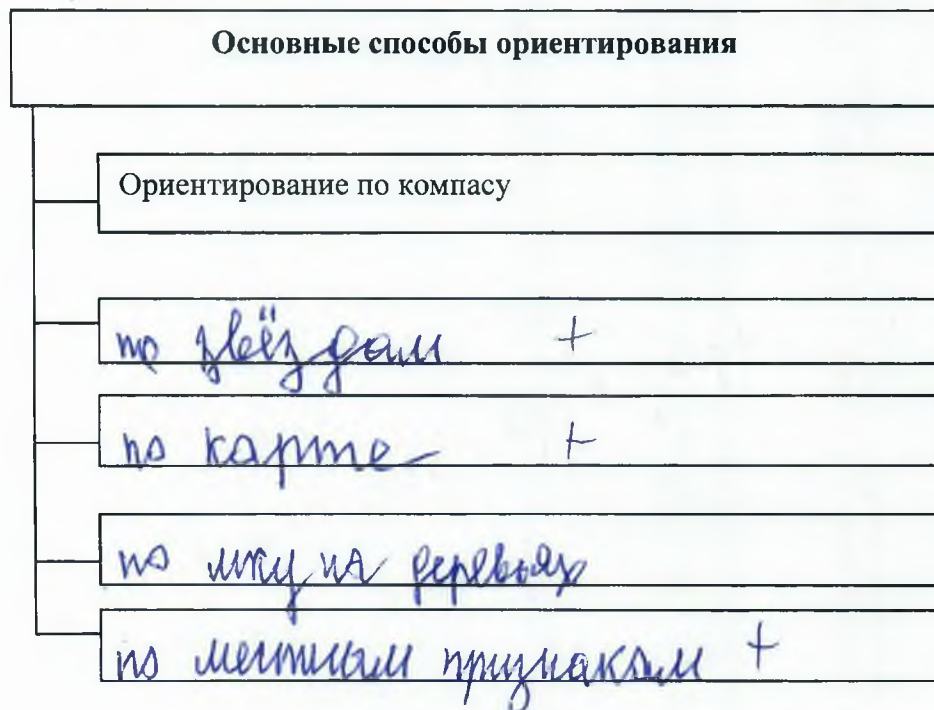 Основные способы ориентирования
Ориентирование по компасу
по звёздам +
по карте +
по мху на деревьях
по местным признакам +